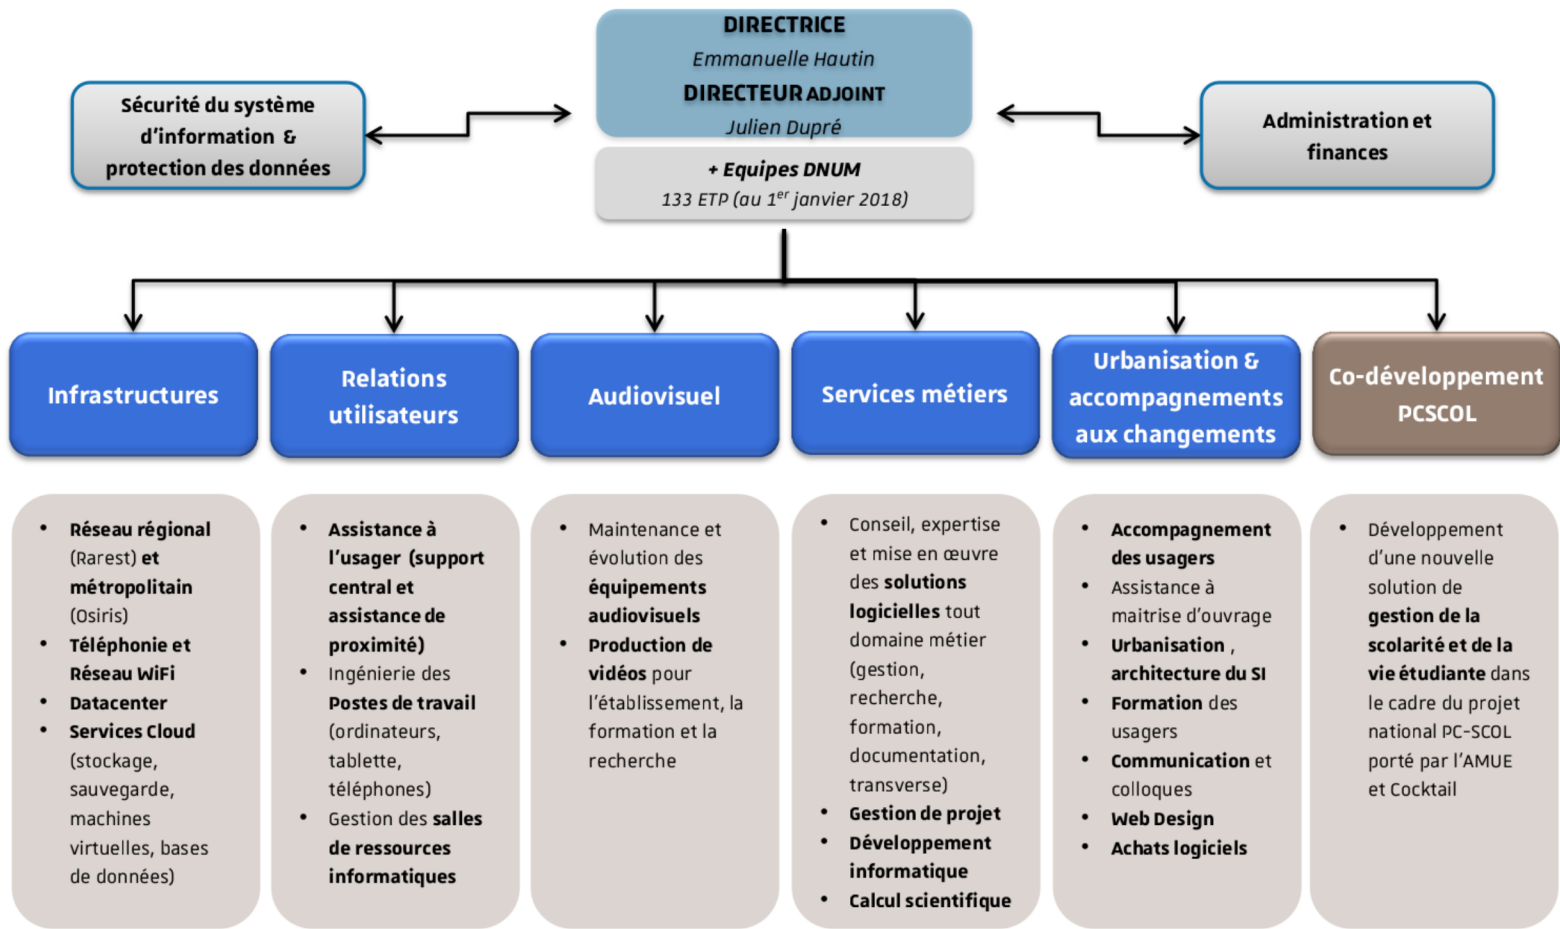 DIRECTRICE
Emmanuelle Hautin
DIRECTEUR ADJOINT
Julien Dupré
+ Equipes DNUM
133 ETP (au 1er janvier 2018)
Sécurité du système
d'information &
protection des données
Administration et
finances
Infrastructures
Relations
utilisateurs
Audiovisuel
Services métiers
Urbanisation &
accompagnements
aux changements
Co-développement
PCSCOL
• Réseau régional
(Rarest) et
métropolitain
(Osiris)
• Téléphonie et
Réseau WiFi
• Datacenter
• Services Cloud
(stockage,
sauvegarde,
machines
virtuelles, bases
de données)
• Assistance à
l'usager (support
central et
assistance de
proximité)
• Ingénierie des
Postes de travail
(ordinateurs,
tablette,
téléphones)
• Gestion des salles
de ressources
informatiques
• Maintenance et
évolution des
équipements
audiovisuels
• Production de
vidéos pour
l'établissement, la
formation et la
recherche
• Conseil, expertise
et mise en œuvre
des solutions
logicielles tout
domaine métier
(gestion,
recherche,
formation,
documentation,
transverse)
• Gestion de projet
• Développement
informatique
• Calcul scientifique
• Accompagnement
des usagers
• Assistance à
maitrise d'ouvrage
• Urbanisation ,
architecture du SI
• Formation des
usagers
• Communication et
colloques
• Web Design
• Achats logiciels
• Développement
d'une nouvelle
solution de
gestion de la
scolarité et de la
vie étudiante dans
le cadre du projet
national PC-SCOL
porté par l'AMUE
et Cocktail